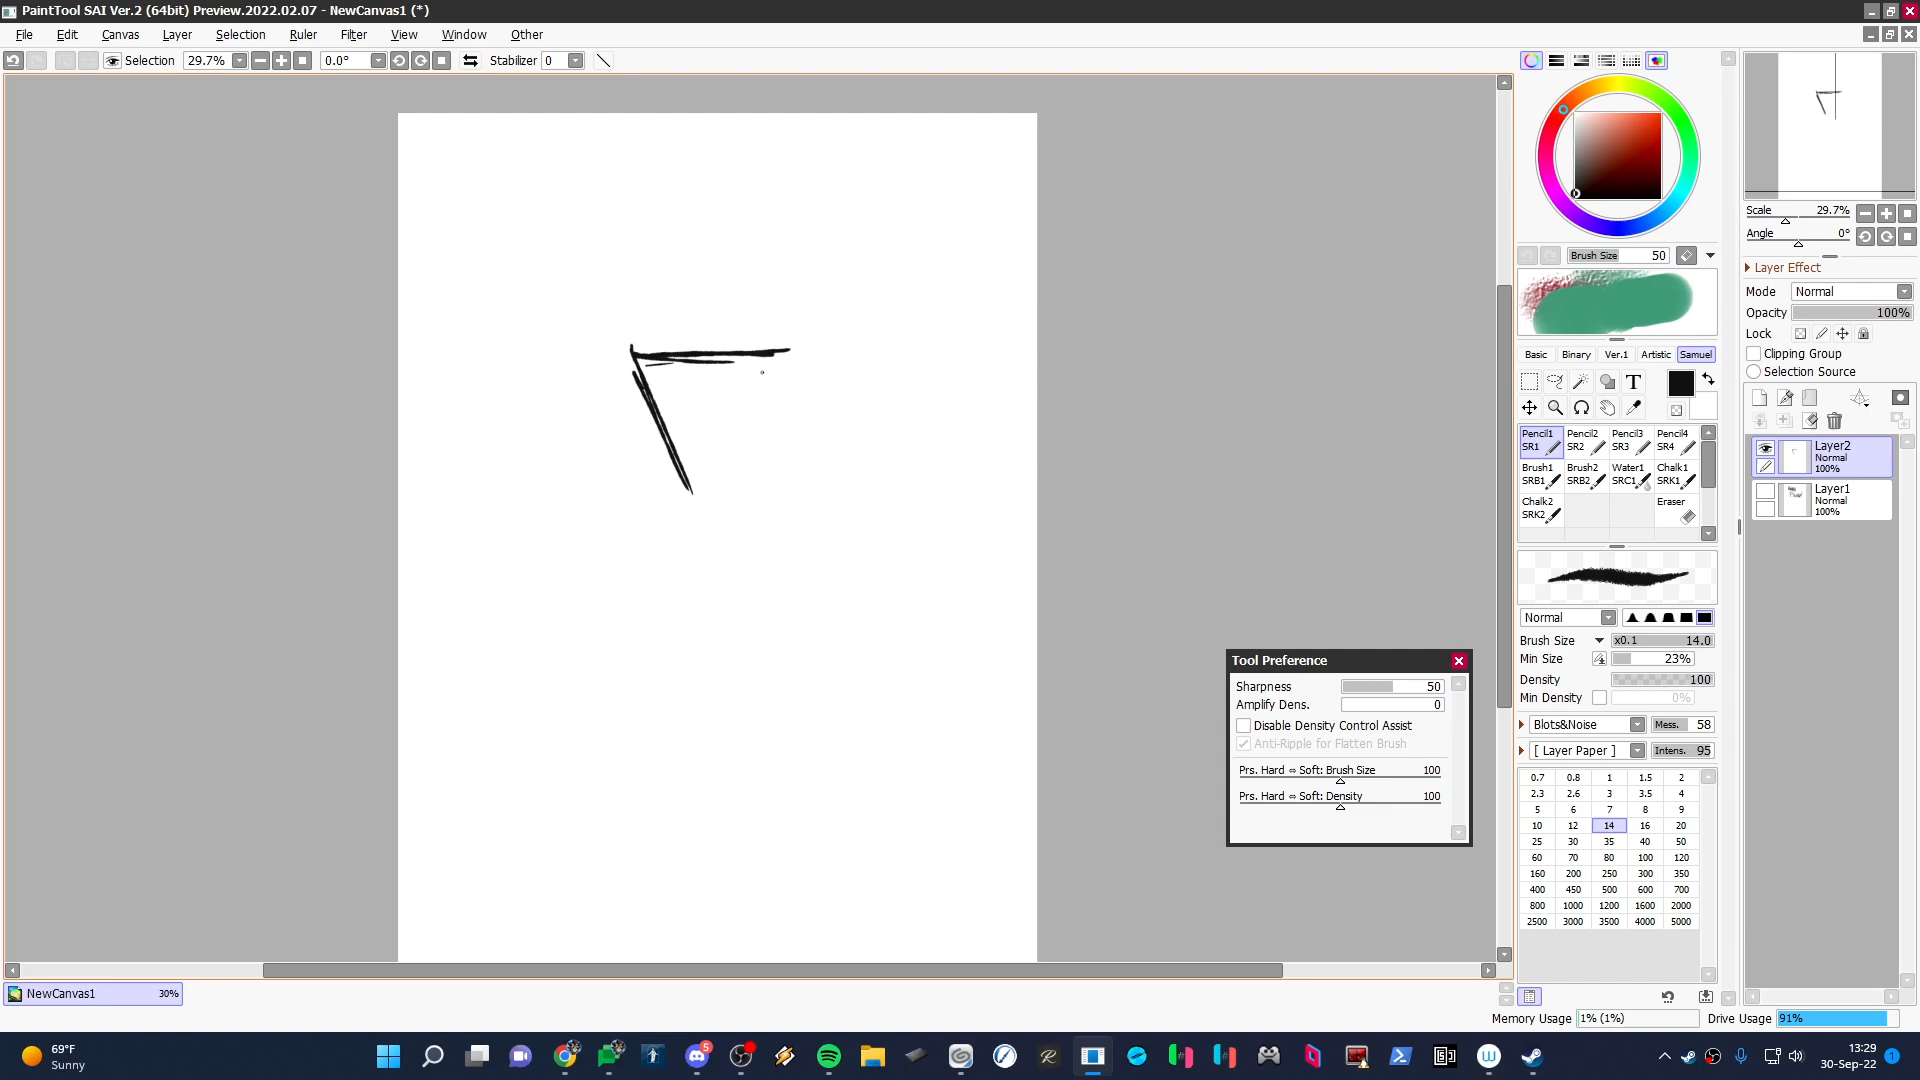 PaintTool SAI Ver.2 (64bit) Preview.2022.02.07 - NewCanvas1 (*)
File Edit Canvas Layer Selection Ruler Filter View Window Other
Selection 29.7% 0.0° Stabilizer 0
Brush Size 50
Basic Binary Ver.1 Artistic Samuel
T
Pencil1 Pencil2 Pencil3 Pencil4
SR1 SR2 SR3 SR4
Brush1 Brush2 Water1 Chalk1
SRB1 SRB2 SRC1 SRK1
Chalk2 Eraser
SRK2
Normal
Brush Size x0.1 14.0
Min Size 23%
Density 100
Min Density 0%
Blots&Noise Mess. 58
[ Layer Paper ] Intens. 95
0.7 0.8 1 1.5 2
2.3 2.6 3 3.5 4
5 6 7 8 9
10 12 14 16 20
25 30 35 40 50
60 70 80 100 120
160 200 250 300 350
400 450 500 600 700
800 1000 1200 1600 2000
2500 3000 3500 4000 5000
Scale 29.7%
Angle 0°
Layer Effect
Mode Normal
Opacity 100%
Lock
Clipping Group
Selection Source
Layer2
Normal
100%
Layer1
Normal
100%
Tool Preference
Sharpness 50
Amplify Dens. 0
Disable Density Control Assist
Anti-Ripple for Flatten Brush
Prs. Hard ⇔ Soft: Brush Size 100
Prs. Hard ⇔ Soft: Density 100
NewCanvas1 30%
Memory Usage 1% (1%) Drive Usage 91%
69°F
Sunny
5
13:29
30-Sep-22
1